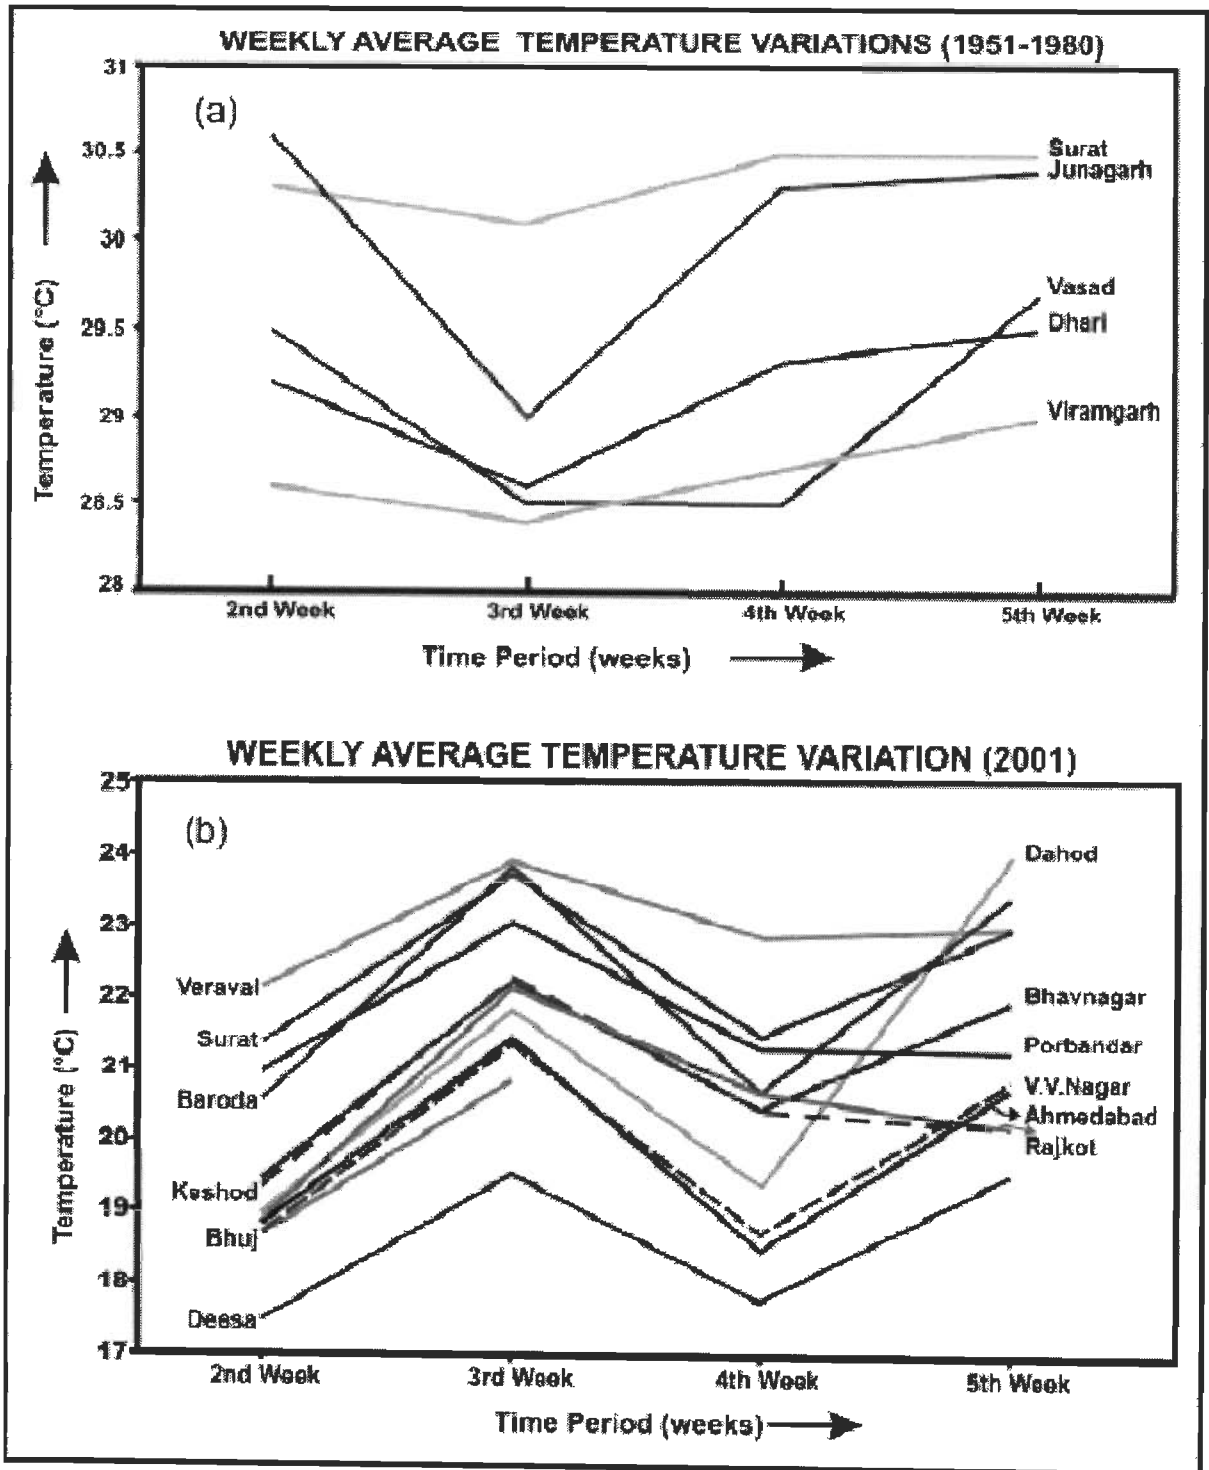 WEEKLY AVERAGE TEMPERATURE VARIATIONS (1951-1980)
(a)
31
30.5
30
29.5
29
28.5
28
Temperature (°C)
Surat
Junagarh
Vasad
Dhari
Viramgarh
2nd Week
3rd Week
4th Week
5th Week
Time Period (weeks)
WEEKLY AVERAGE TEMPERATURE VARIATION (2001)
(b)
25
24
23
22
21
20
19
18
17
Temperature (°C)
Veraval
Surat
Baroda
Keshod
Bhuj
Deesa
Dahod
Bhavnagar
Porbandar
V.V.Nagar
Ahmedabad
Rajkot
2nd Week
3rd Week
4th Week
5th Week
Time Period (weeks)